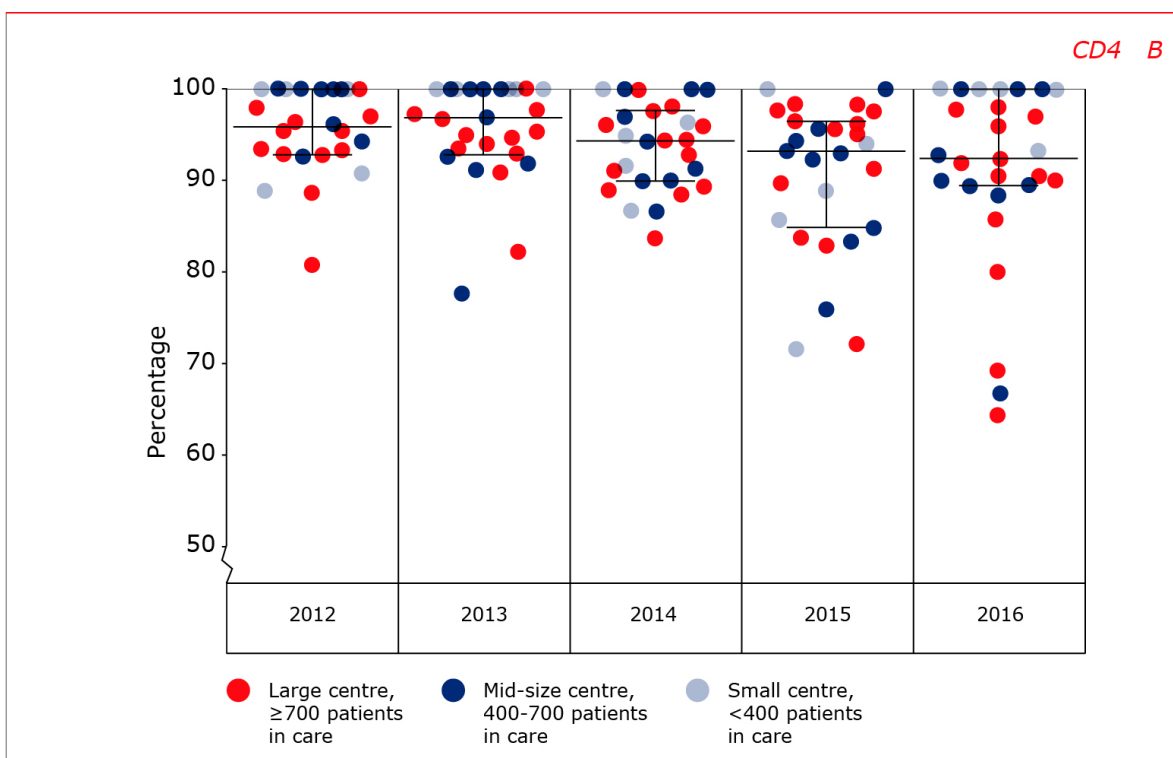 CD4 B
100
90
80
70
60
50
Percentage
2012 2013 2014 2015 2016
Large centre,
≥700 patients
in care
Mid-size centre,
400-700 patients
in care
Small centre,
<400 patients
in care